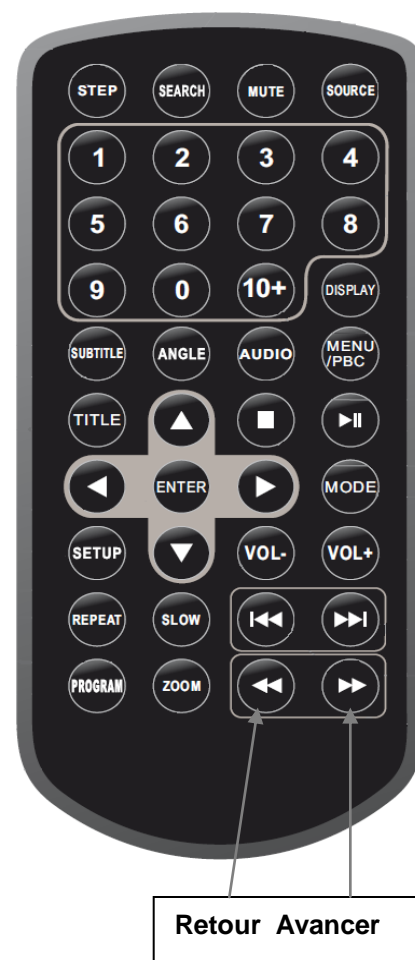 STEP SEARCH MUTE SOURCE
1 2 3 4
5 6 7 8
9 0 10+ DISPLAY
SUBTITLE ANGLE AUDIO MENU
/PBC
TITLE
ENTER MODE
SETUP VOL- VOL+
REPEAT SLOW
PROGRAM ZOOM
Retour Avancer